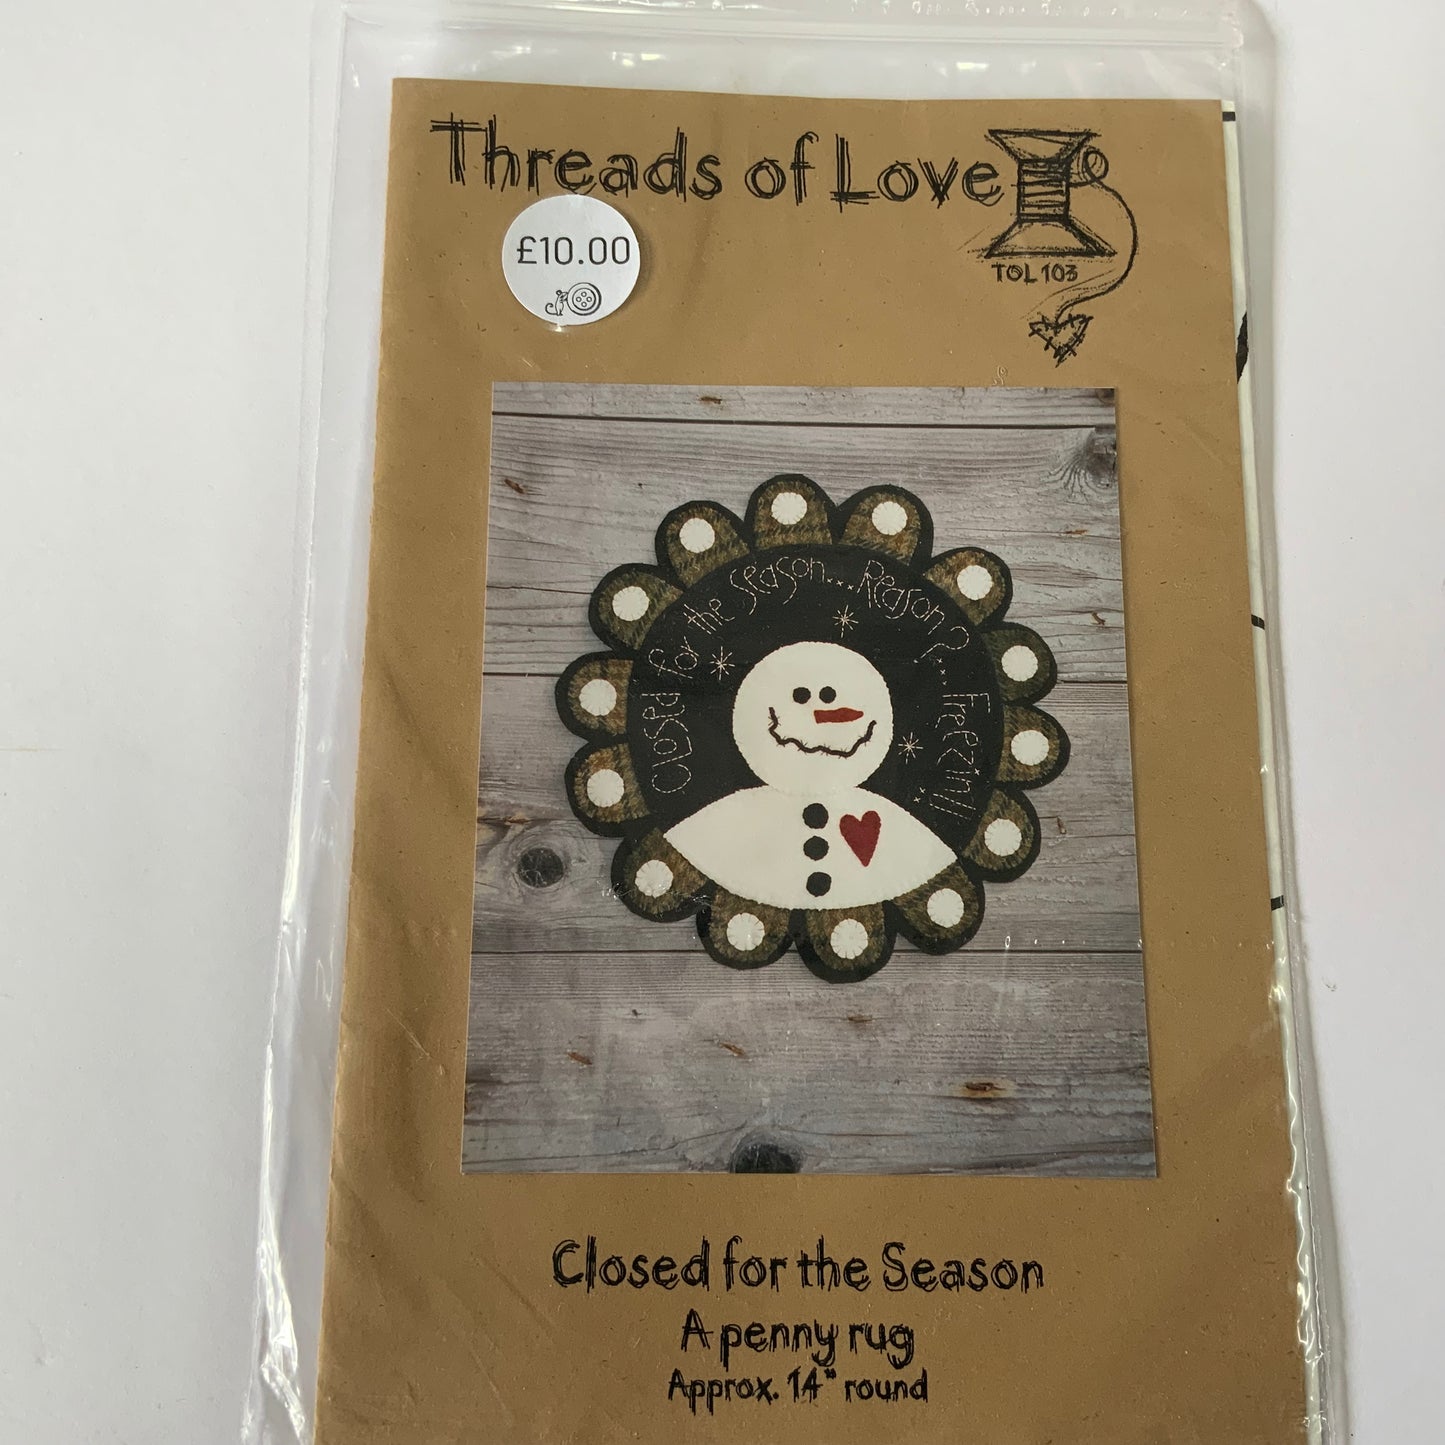 Threads of Love
£10.00
TOL 103
Closed for the Season... Reason?... Freezin!!
Closed for the Season
A penny rug
Approx. 14" round